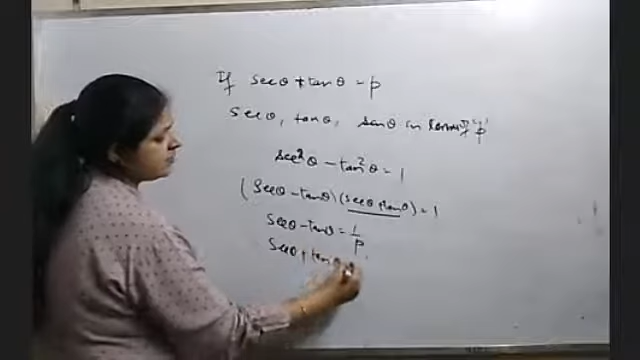 If secθ + tanθ = p
secθ, tanθ, sinθ in terms of p
sec²θ - tan²θ = 1
(secθ - tanθ)(secθ + tanθ) = 1
secθ - tanθ = 1/p
secθ + tanθ